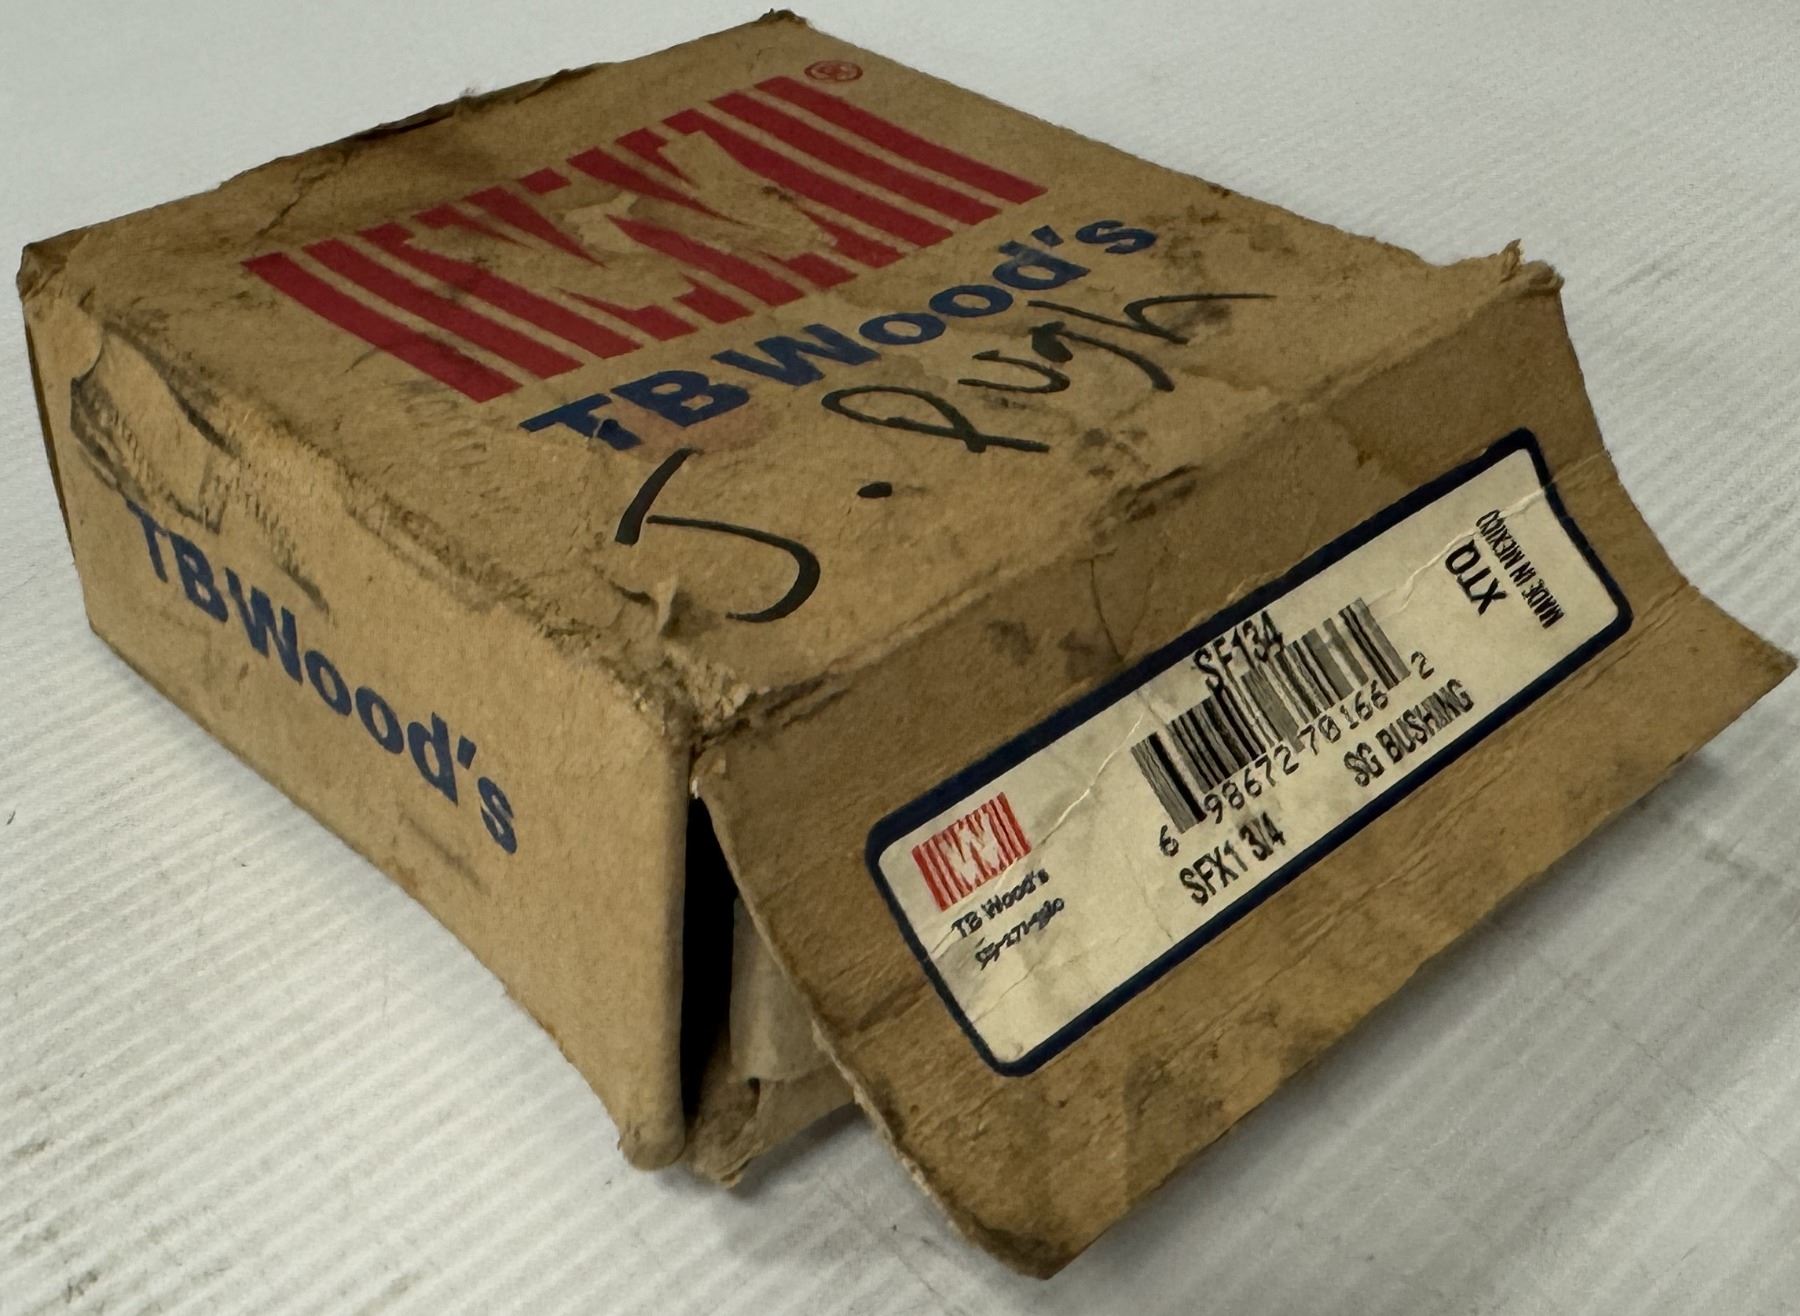 ®
TB Wood's
J. Pugh
TB Wood's
SF134
6 98672 70166 2
SFX1 3/4
SG BUSHING
XTQ
MADE IN MEXICO
TB Wood's